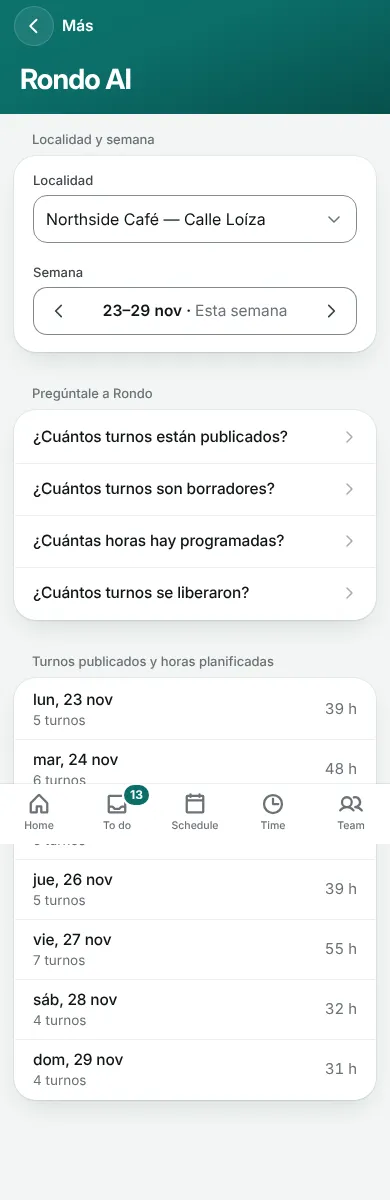 Más
Rondo AI
Localidad y semana
Localidad
Northside Café — Calle Loíza
Semana
23–29 nov · Esta semana
Pregúntale a Rondo
¿Cuántos turnos están publicados?
¿Cuántos turnos son borradores?
¿Cuántas horas hay programadas?
¿Cuántos turnos se liberaron?
Turnos publicados y horas planificadas
lun, 23 nov
39 h
5 turnos
mar, 24 nov
48 h
6 turnos
13
Home
To do
Schedule
Time
Team
jue, 26 nov
39 h
5 turnos
vie, 27 nov
55 h
7 turnos
sáb, 28 nov
32 h
4 turnos
dom, 29 nov
31 h
4 turnos